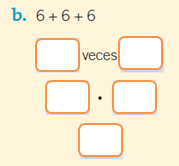 b. 6 + 6 + 6
veces
·